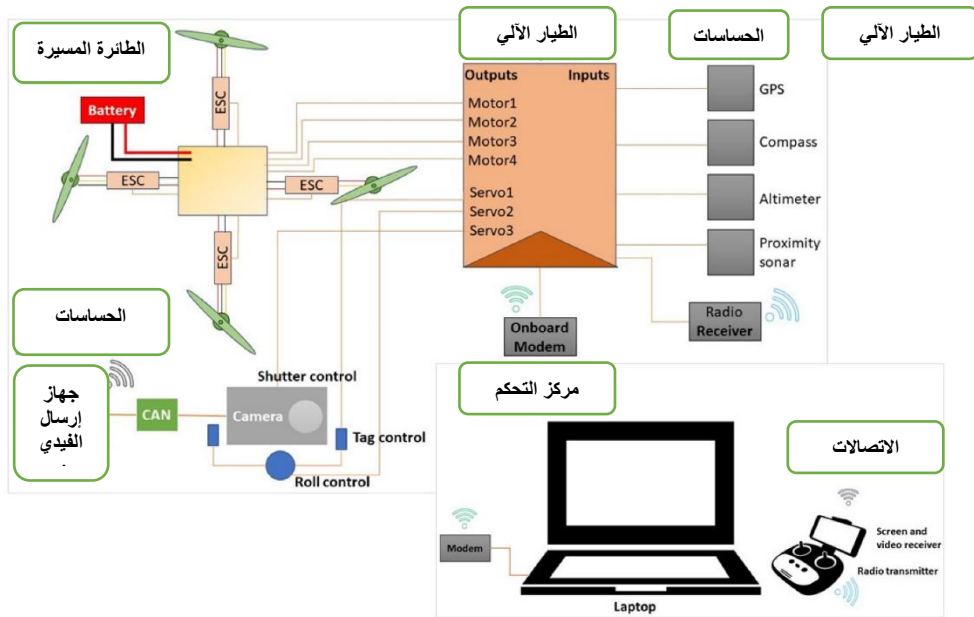 الطائرة المسيرة
الطيار الآلي
الحساسات
الطيار الآلي
Battery
ESC
ESC
ESC
ESC
Outputs
Inputs
Motor1
Motor2
Motor3
Motor4
Servo1
Servo2
Servo3
GPS
Compass
Altimeter
Proximity
sonar
Radio
Receiver
Onboard
Modem
الحساسات
جهاز
إرسال
الفيدي
CAN
Shutter control
Camera
Tag control
Roll control
مركز التحكم
الاتصالات
Modem
Laptop
Screen and
video receiver
Radio transmitter